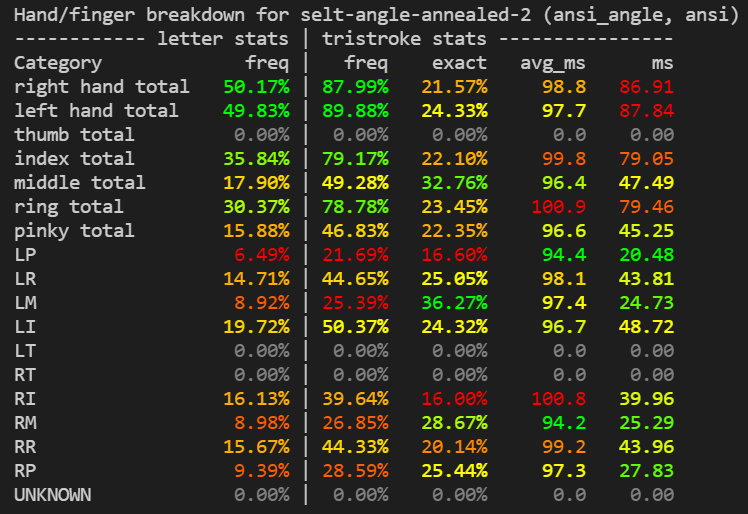 Hand/finger breakdown for selt-angle-annealed-2 (ansi_angle, ansi)
------------ letter stats | tristroke stats ----------------
Category freq | freq exact avg_ms ms
right hand total 50.17% | 87.99% 21.57% 98.8 86.91
left hand total 49.83% | 89.88% 24.33% 97.7 87.84
thumb total 0.00% | 0.00% 0.00% 0.0 0.00
index total 35.84% | 79.17% 22.10% 99.8 79.05
middle total 17.90% | 49.28% 32.76% 96.4 47.49
ring total 30.37% | 78.78% 23.45% 100.9 79.46
pinky total 15.88% | 46.83% 22.35% 96.6 45.25
LP 6.49% | 21.69% 16.60% 94.4 20.48
LR 14.71% | 44.65% 25.05% 98.1 43.81
LM 8.92% | 25.39% 36.27% 97.4 24.73
LI 19.72% | 50.37% 24.32% 96.7 48.72
LT 0.00% | 0.00% 0.00% 0.0 0.00
RT 0.00% | 0.00% 0.00% 0.0 0.00
RI 16.13% | 39.64% 16.00% 100.8 39.96
RM 8.98% | 26.85% 28.67% 94.2 25.29
RR 15.67% | 44.33% 20.14% 99.2 43.96
RP 9.39% | 28.59% 25.44% 97.3 27.83
UNKNOWN 0.00% | 0.00% 0.00% 0.0 0.00